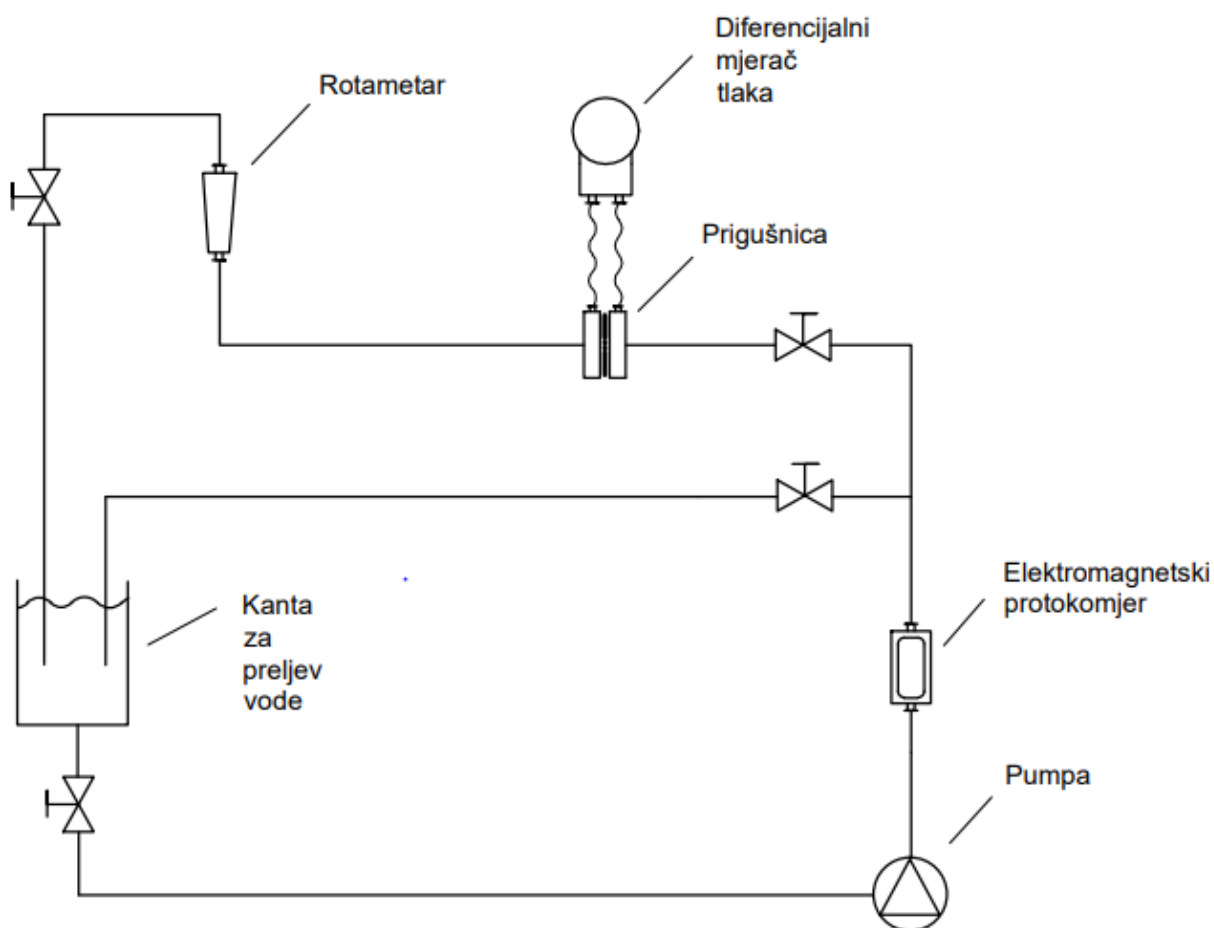 Diferencijalni
mjerač
tlaka
Rotametar
Prigušnica
Elektromagnetski
protokomjer
Kanta
za
preljev
vode
Pumpa